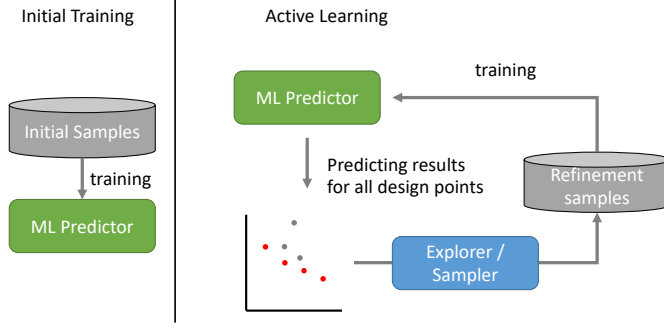 Initial Training
Initial Samples
training
ML Predictor
Active Learning
ML Predictor
training
Predicting results
for all design points
Refinement
samples
Explorer /
Sampler